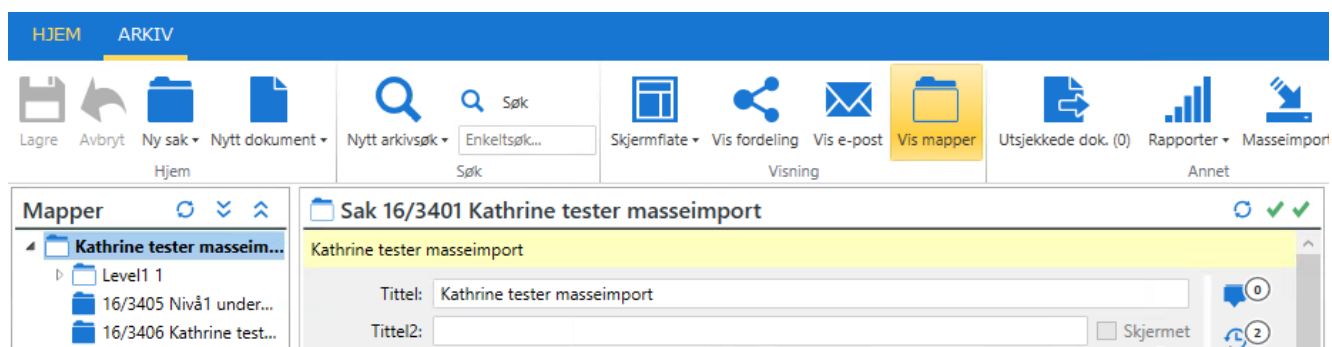 HJEM ARKIV
Lagre Avbryt Ny sak Nytt dokument Nytt arkivsøk Søk Enkeltsøk... Skjermflate Vis fordeling Vis e-post Vis mapper Utsjekkede dok. (0) Rapporter Masseimport
Hjem Søk Visning Annet
Mapper
Kathrine tester masseim...
Level1 1
16/3405 Nivå1 under...
16/3406 Kathrine test...
Sak 16/3401 Kathrine tester masseimport
Kathrine tester masseimport
Tittel: Kathrine tester masseimport
0
Tittel2: Skjermet
2